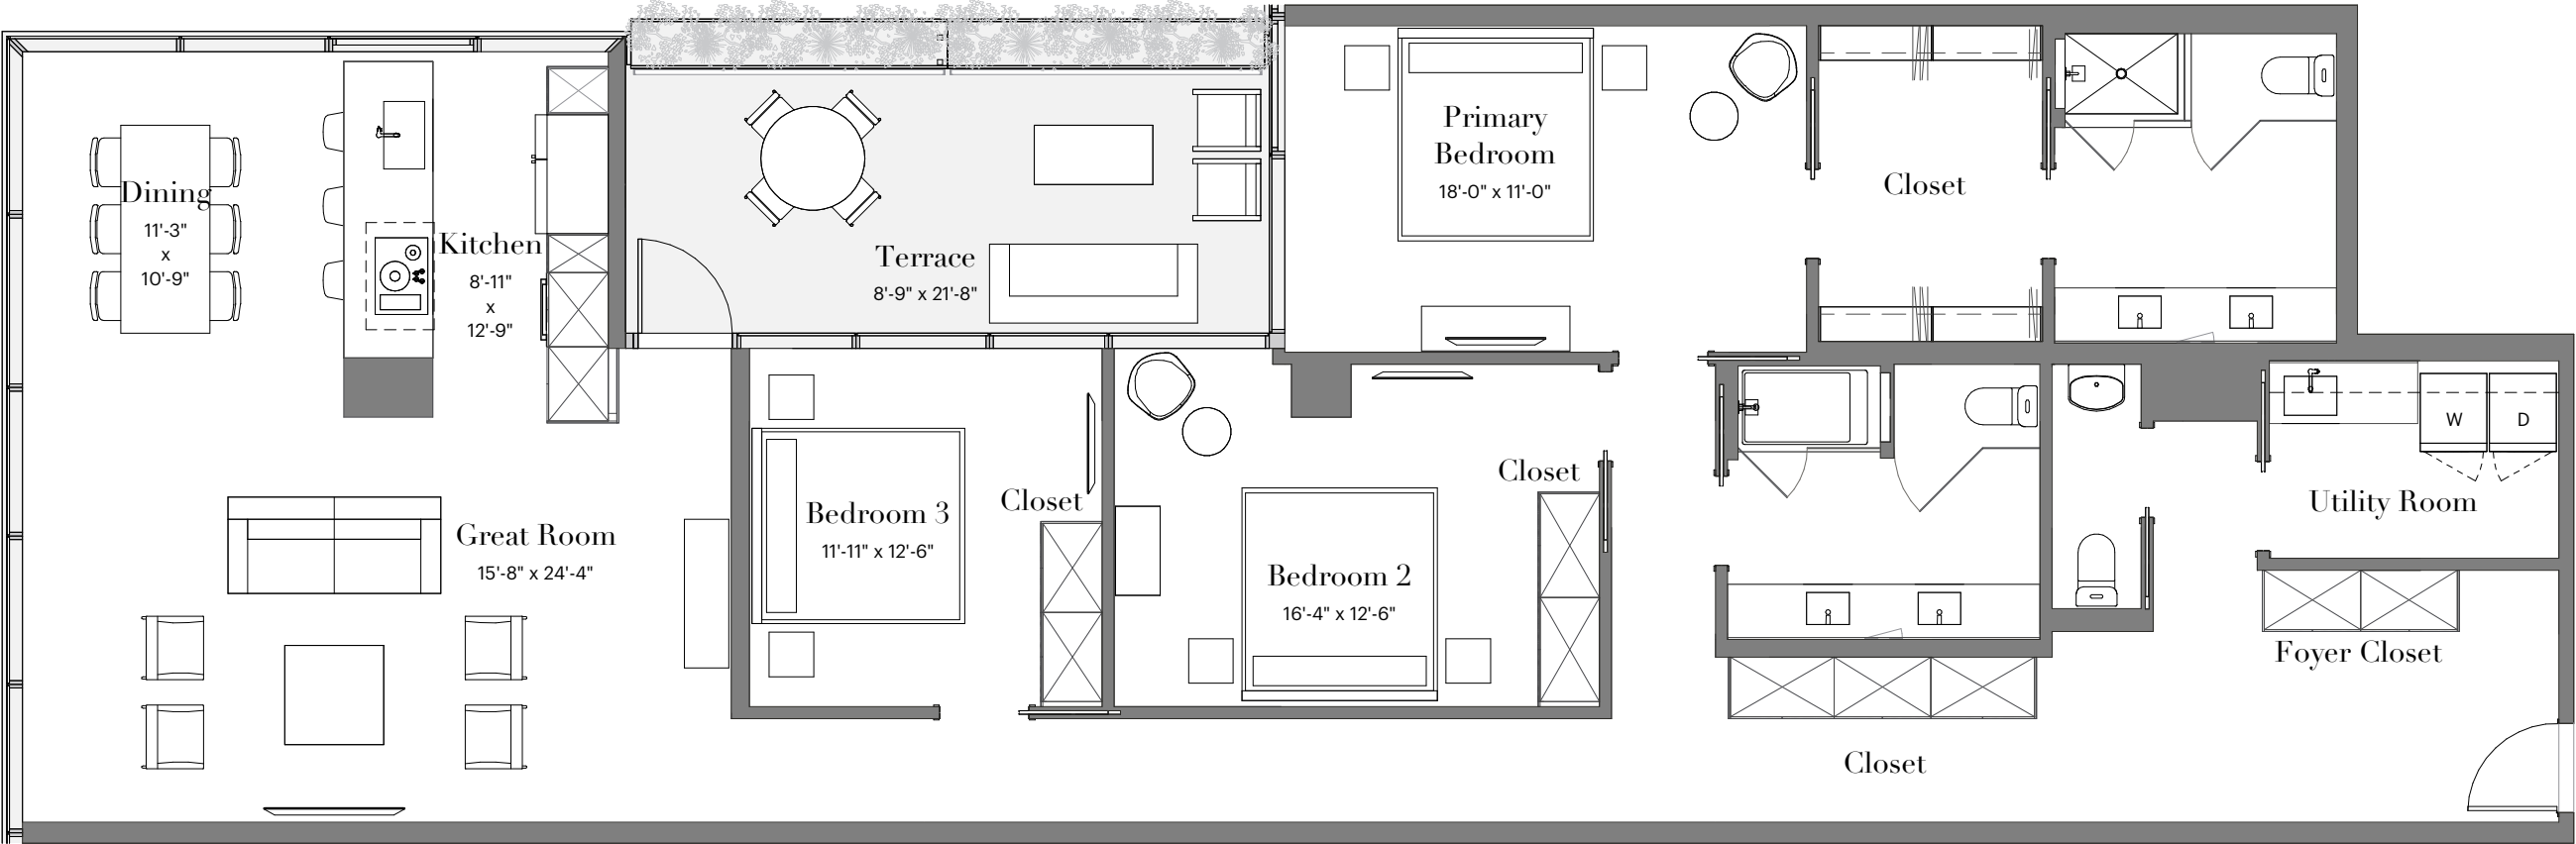 Dining
11'-3"
x
10'-9"
Kitchen
8'-11"
x
12'-9"
Terrace
8'-9" x 21'-8"
Primary
Bedroom
18'-0" x 11'-0"
Closet
Great Room
15'-8" x 24'-4"
Bedroom 3
11'-11" x 12'-6"
Closet
Bedroom 2
16'-4" x 12'-6"
Closet
W
D
Utility Room
Foyer Closet
Closet